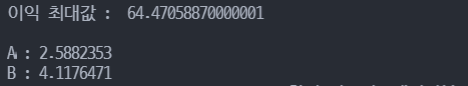 이익 최대값 :  64.47058870000001
A : 2.5882353
B : 4.1176471